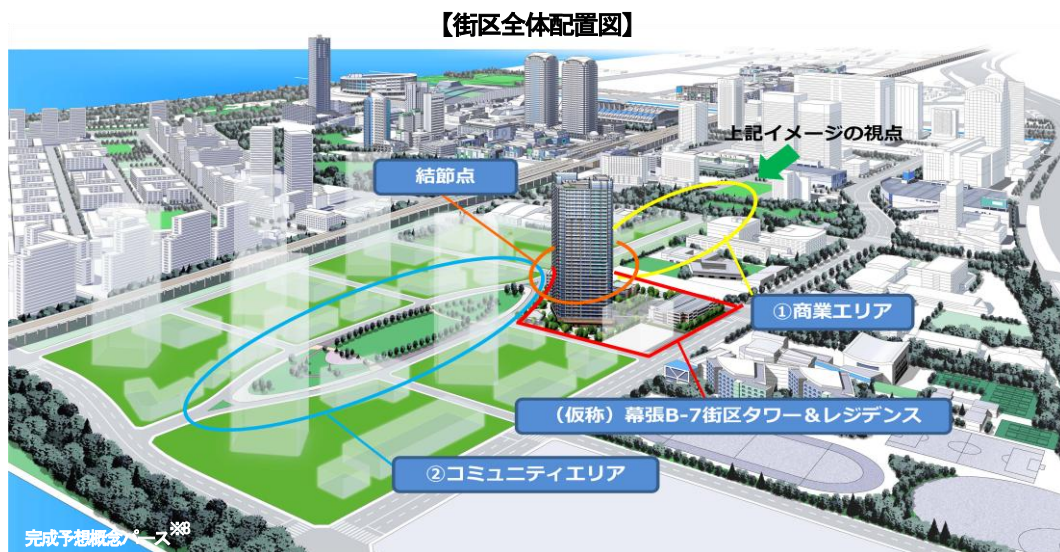 【街区全体配置図】
上記イメージの視点
結節点
①商業エリア
（仮称）幕張B-7街区タワー＆レジデンス
②コミュニティエリア
完成予想概念パース※8